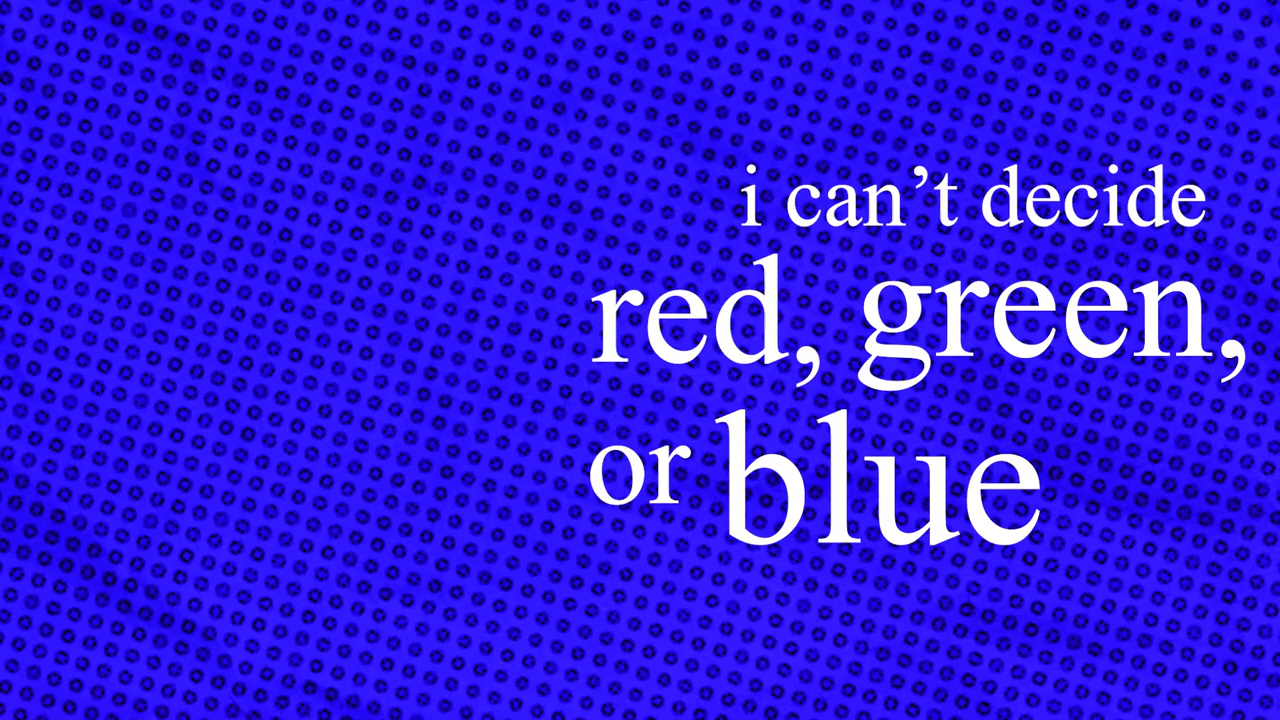 i can’t decide
red, green,
or blue